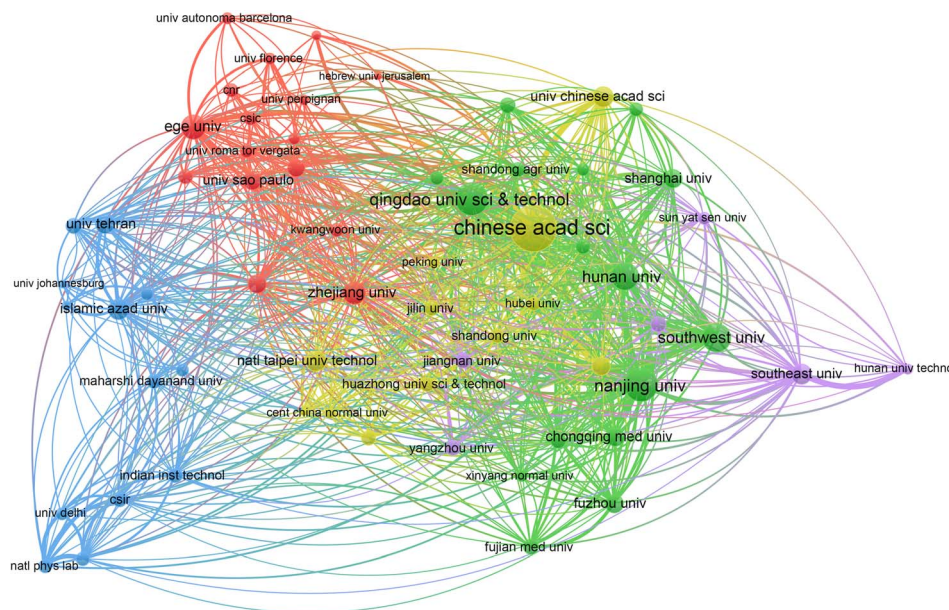 univ autonoma barcelona
univ florence
hebrew univ jerusalem
cnr
univ perpignan
univ chinese acad sci
csic
ege univ
univ roma tor vergata
shandong agr univ
univ sao paulo
shanghai univ
qingdao univ sci & technol
sun yat sen univ
univ tehran
chinese acad sci
kwangwoon univ
peking univ
hunan univ
univ johannesburg
zhejiang univ
islamic azad univ
jilin univ
hubei univ
shandong univ
southwest univ
natl taipei univ technol
jiangnan univ
hunan univ techno
southeast univ
maharshi dayanand univ
huazhong univ sci & technol
nanjing univ
cent china normal univ
chongqing med univ
yangzhou univ
indian inst technol
xinyang normal univ
csir
fuzhou univ
univ delhi
fujian med univ
natl phys lab